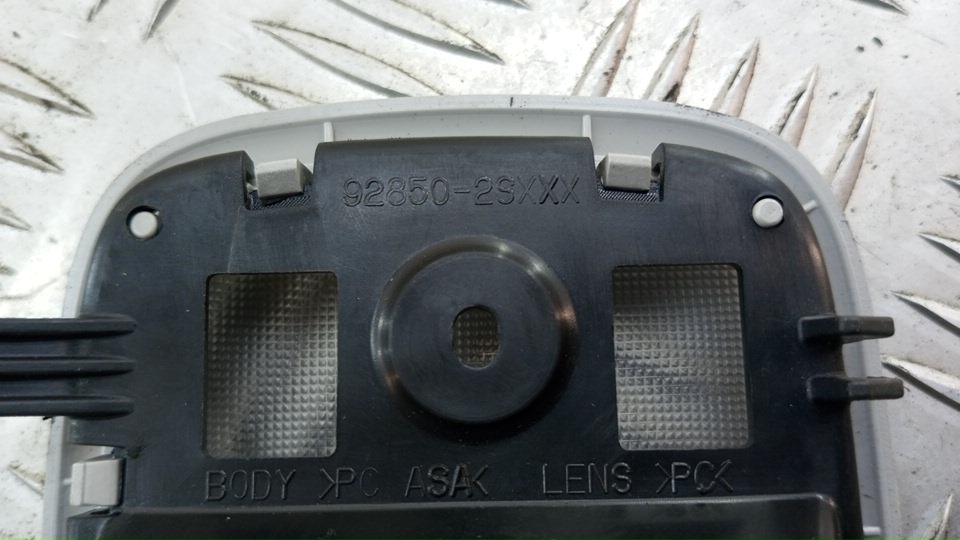 92850-2SXXX
BODY >PC ASA< LENS >PC<